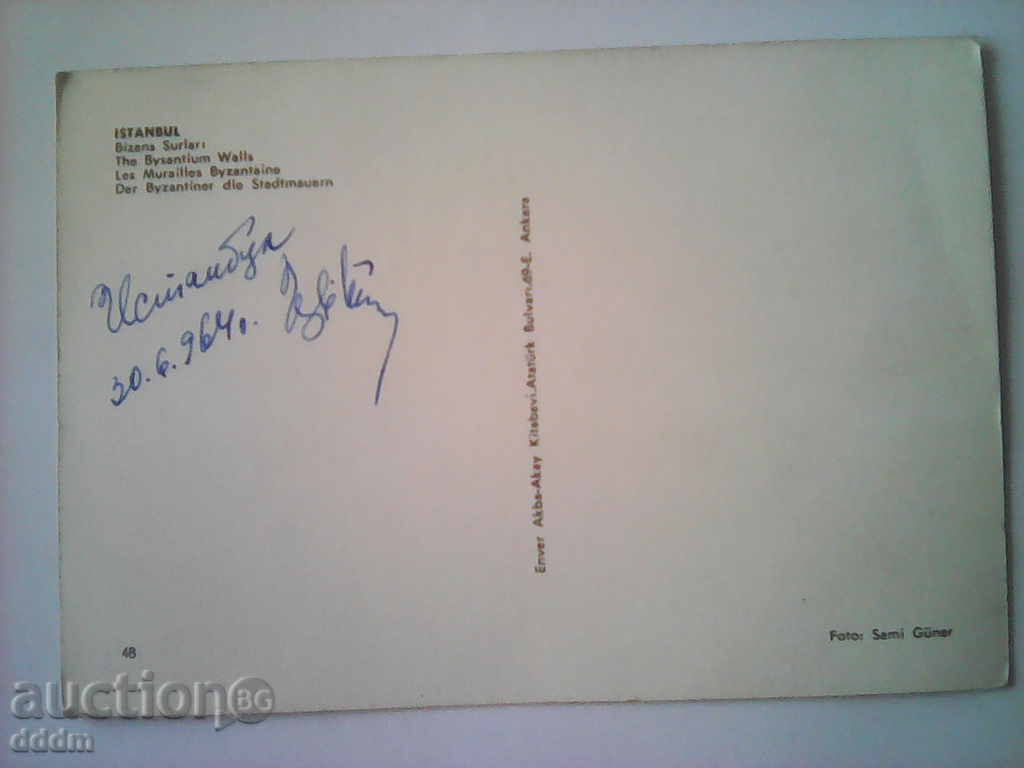 ISTANBUL
Bizans Surları
The Bysantium Walls
Les Murailles Byzantaine
Der Byzantiner die Stadtmauern
Истанбул
30.6.964г.
Enver Akba-Akay Kitabevi.Atatürk Bulvarı.69-E. Ankara
48
Foto: Sami Güner
auction BG
dddm